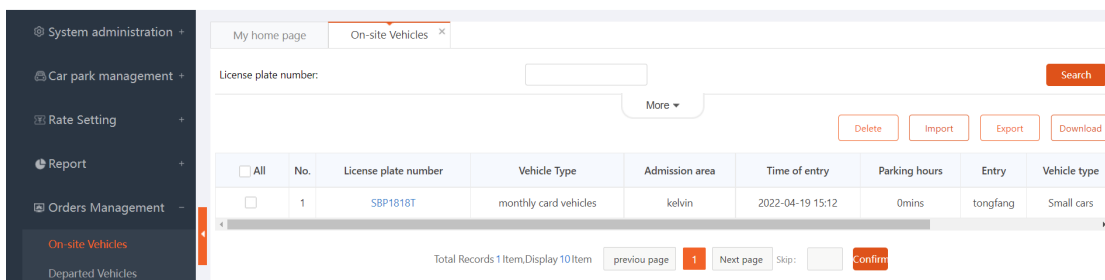 System administration +
My home page
On-site Vehicles ×
Car park management +
License plate number:
Search
More
Rate Setting +
Delete
Import
Export
Download
Report +
All
No.
License plate number
Vehicle Type
Admission area
Time of entry
Parking hours
Entry
Vehicle type
Orders Management −
1
SBP1818T
monthly card vehicles
kelvin
2022-04-19 15:12
0mins
tongfang
Small cars
On-site Vehicles
Departed Vehicles
Total Records 1 Item,Display 10 Item
previou page
1
Next page
Skip:
Confirm